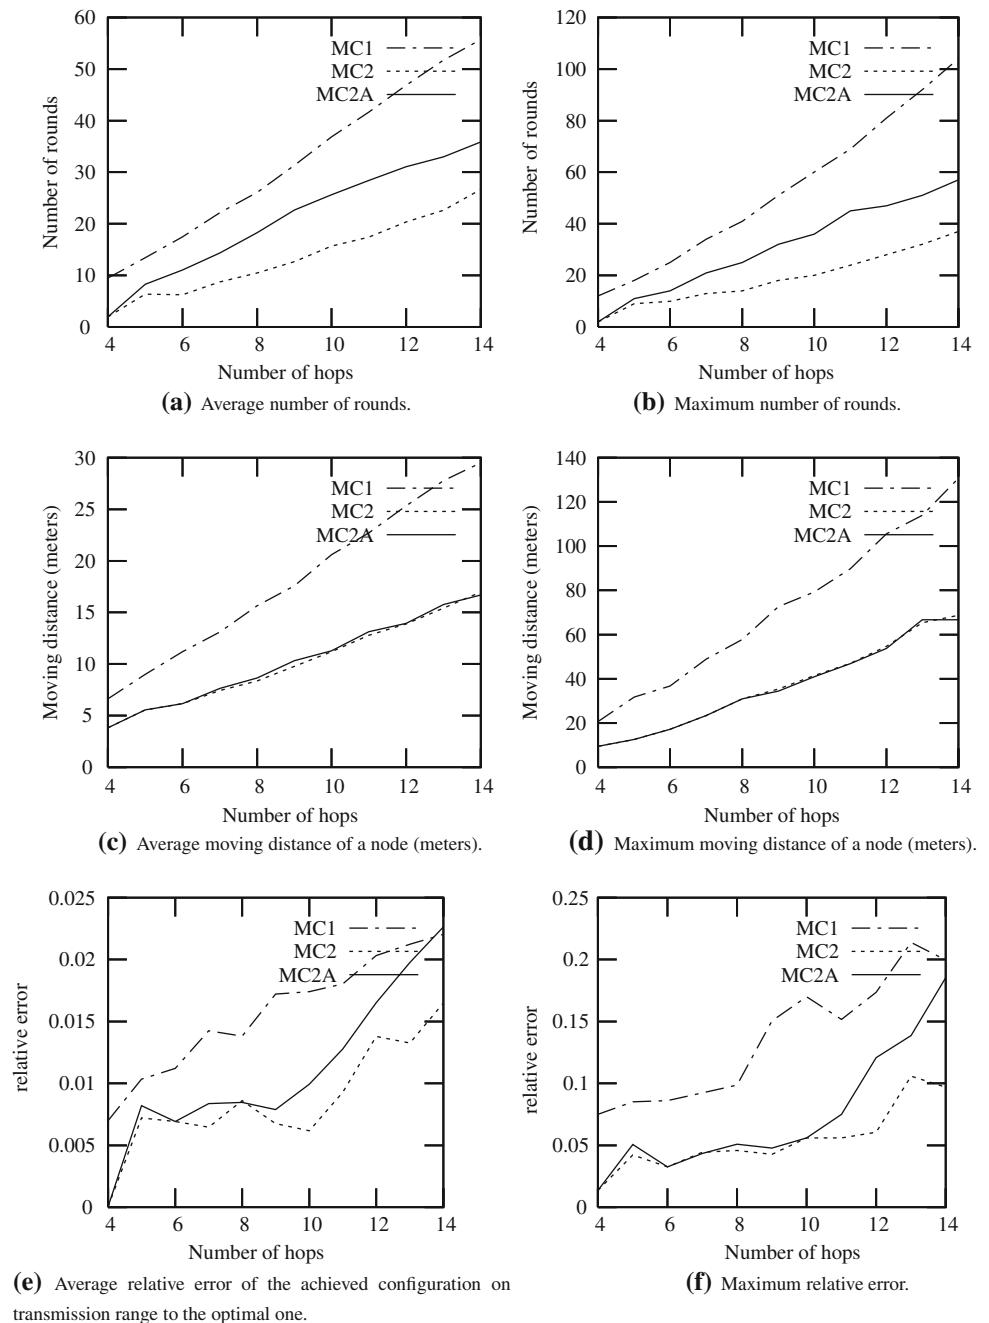 60
50
40
30
20
10
0
4 6 8 10 12 14
Number of rounds
MC1
MC2
MC2A
Number of hops
(a) Average number of rounds.
120
100
80
60
40
20
0
4 6 8 10 12 14
Number of rounds
MC1
MC2
MC2A
Number of hops
(b) Maximum number of rounds.
30
25
20
15
10
5
0
4 6 8 10 12 14
Moving distance (meters)
MC1
MC2
MC2A
Number of hops
(c) Average moving distance of a node (meters).
140
120
100
80
60
40
20
0
4 6 8 10 12 14
Moving distance (meters)
MC1
MC2
MC2A
Number of hops
(d) Maximum moving distance of a node (meters).
0.025
0.02
0.015
0.01
0.005
0
4 6 8 10 12 14
relative error
MC1
MC2
MC2A
Number of hops
(e) Average relative error of the achieved configuration on
transmission range to the optimal one.
0.25
0.2
0.15
0.1
0.05
0
4 6 8 10 12 14
relative error
MC1
MC2
MC2A
Number of hops
(f) Maximum relative error.